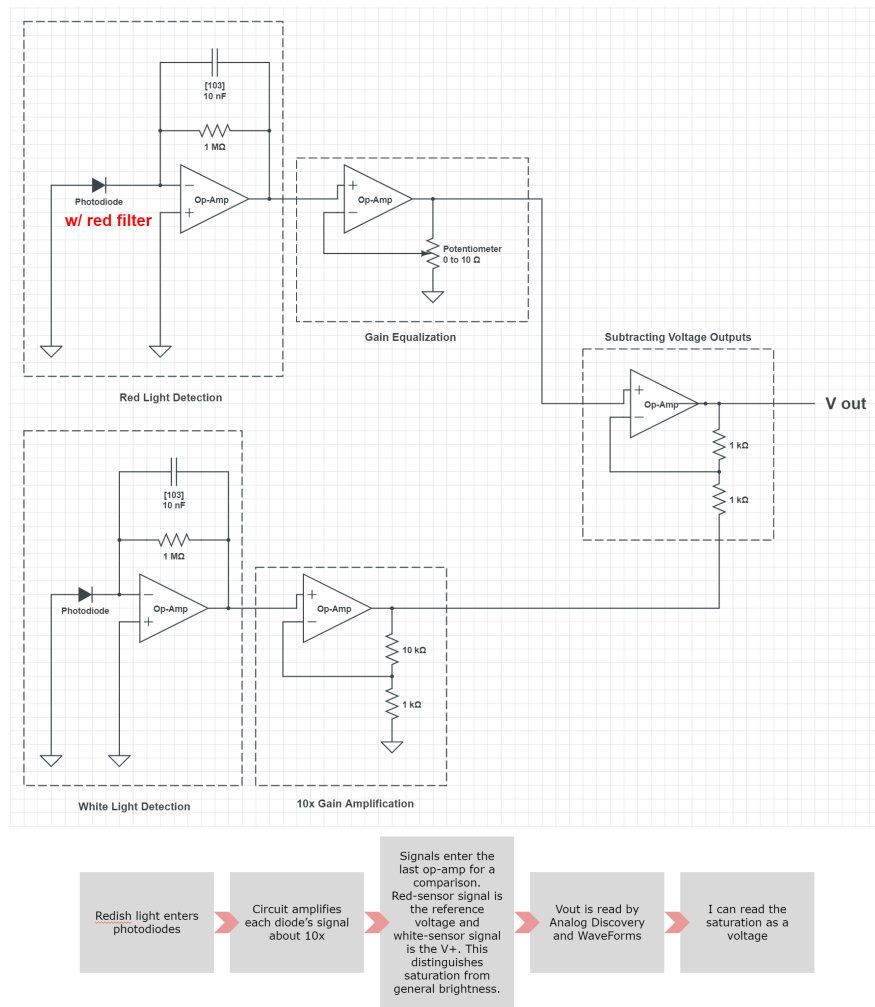 [103]
10 nF
1 MΩ
Photodiode
w/ red filter
Op-Amp
Op-Amp
Potentiometer
0 to 10 Ω
Gain Equalization
Red Light Detection
Subtracting Voltage Outputs
Op-Amp
V out
1 kΩ
1 kΩ
[103]
10 nF
1 MΩ
Photodiode
Op-Amp
Op-Amp
10 kΩ
1 kΩ
White Light Detection
10x Gain Amplification
Redish light enters
photodiodes
Circuit amplifies
each diode's signal
about 10x
Signals enter the
last op-amp for a
comparison.
Red-sensor signal is
the reference
voltage and
white-sensor signal
is the V+. This
distinguishes
saturation from
general brightness.
Vout is read by
Analog Discovery
and WaveForms
I can read the
saturation as a
voltage